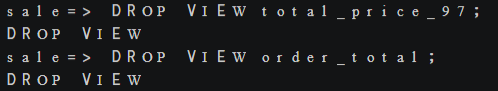 sale=> DROP VIEW total_price_97;
DROP VIEW
sale=> DROP VIEW order_total;
DROP VIEW